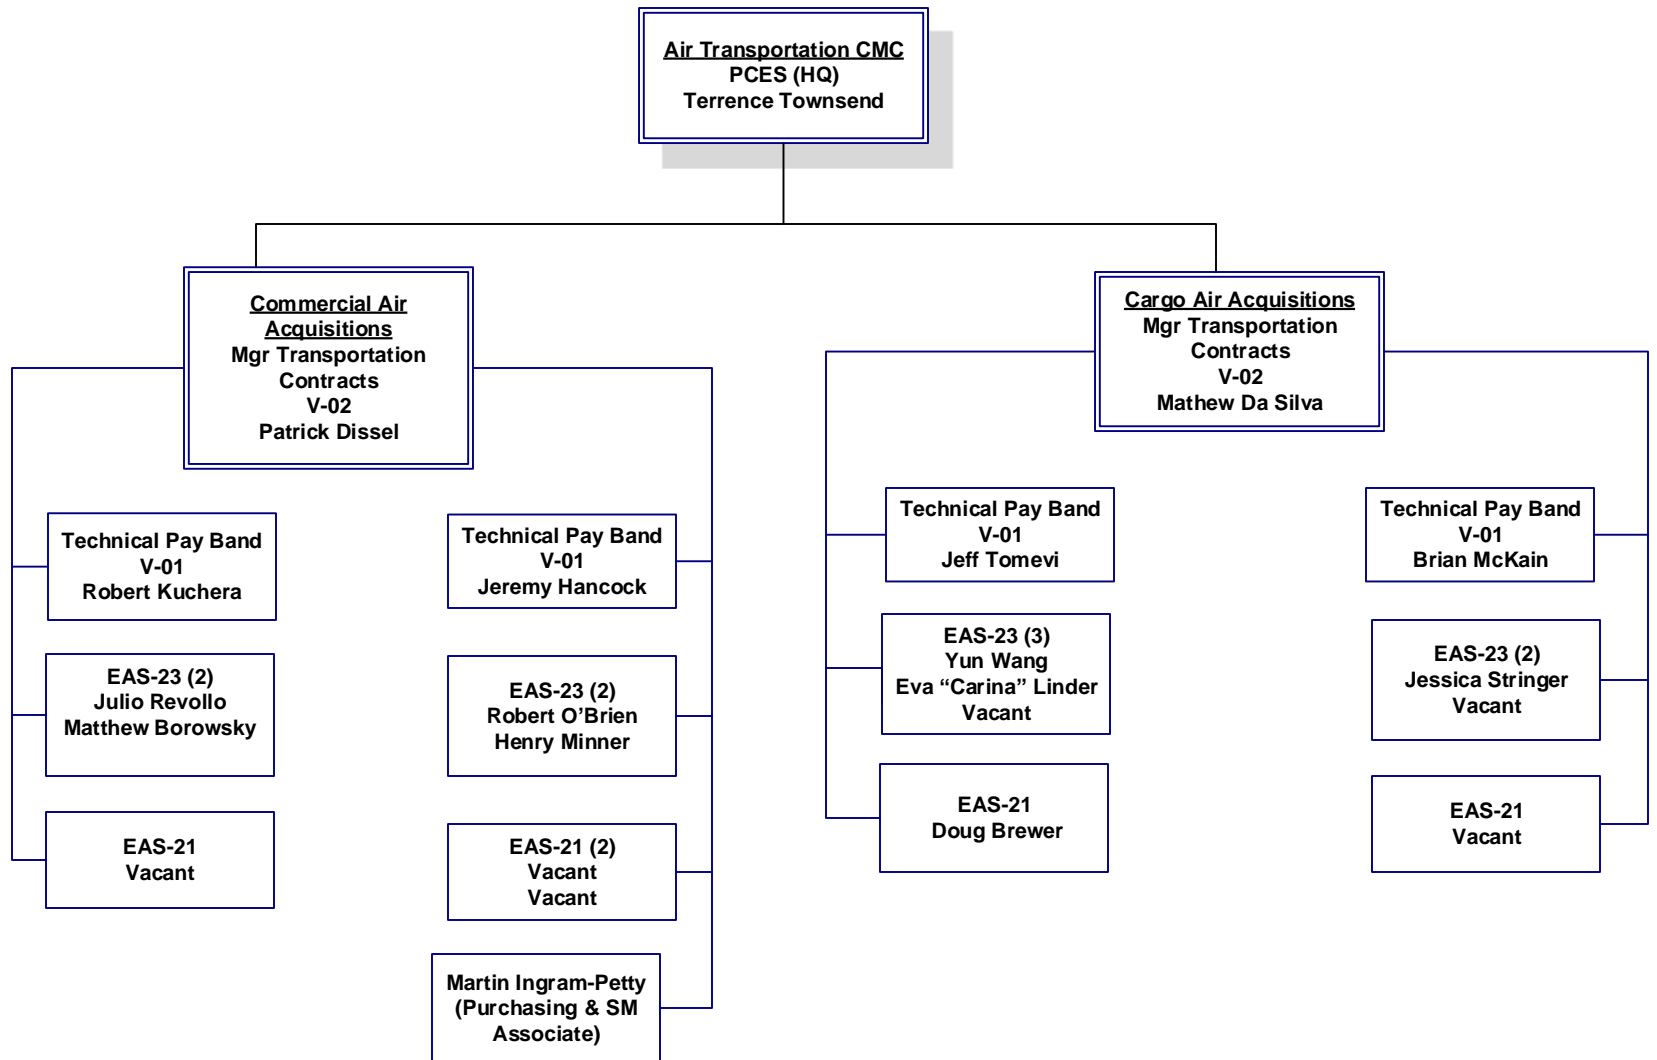 Air Transportation CMC
PCES (HQ)
Terrence Townsend
Commercial Air
Acquisitions
Mgr Transportation
Contracts
V-02
Patrick Dissel
Cargo Air Acquisitions
Mgr Transportation
Contracts
V-02
Mathew Da Silva
Technical Pay Band
V-01
Robert Kuchera
EAS-23 (2)
Julio Revollo
Matthew Borowsky
EAS-21
Vacant
Technical Pay Band
V-01
Jeremy Hancock
EAS-23 (2)
Robert O’Brien
Henry Minner
EAS-21 (2)
Vacant
Vacant
Martin Ingram-Petty
(Purchasing & SM
Associate)
Technical Pay Band
V-01
Jeff Tomevi
EAS-23 (3)
Yun Wang
Eva “Carina” Linder
Vacant
EAS-21
Doug Brewer
Technical Pay Band
V-01
Brian McKain
EAS-23 (2)
Jessica Stringer
Vacant
EAS-21
Vacant